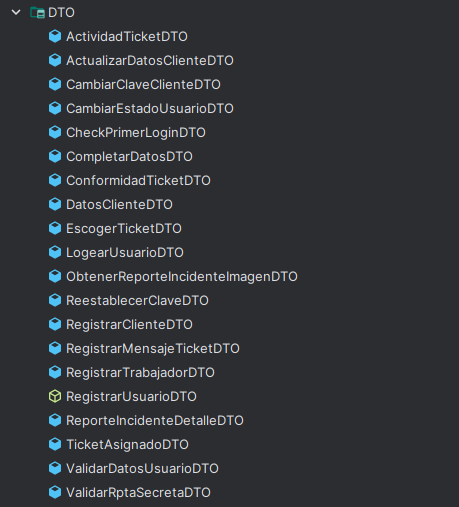 DTO
ActividadTicketDTO
ActualizarDatosClienteDTO
CambiarClaveClienteDTO
CambiarEstadoUsuarioDTO
CheckPrimerLoginDTO
CompletarDatosDTO
ConformidadTicketDTO
DatosClienteDTO
EscogerTicketDTO
LogearUsuarioDTO
ObtenerReporteIncidenteImagenDTO
ReestablecerClaveDTO
RegistrarClienteDTO
RegistrarMensajeTicketDTO
RegistrarTrabajadorDTO
RegistrarUsuarioDTO
ReporteIncidenteDetalleDTO
TicketAsignadoDTO
ValidarDatosUsuarioDTO
ValidarRptaSecretaDTO